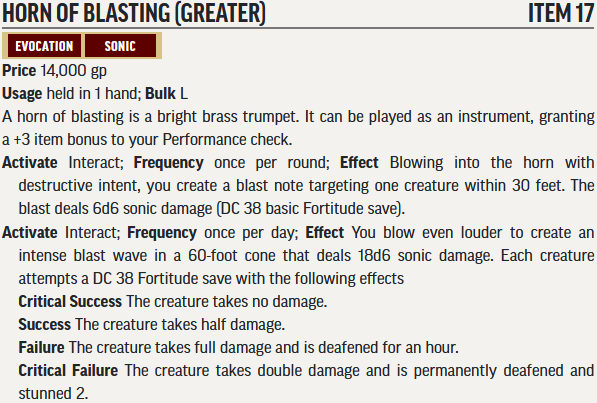 HORN OF BLASTING (GREATER) ITEM 17
EVOCATION SONIC
Price 14,000 gp
Usage held in 1 hand; Bulk L
A horn of blasting is a bright brass trumpet. It can be played as an instrument, granting
a +3 item bonus to your Performance check.
Activate Interact; Frequency once per round; Effect Blowing into the horn with
destructive intent, you create a blast note targeting one creature within 30 feet. The
blast deals 6d6 sonic damage (DC 38 basic Fortitude save).
Activate Interact; Frequency once per day; Effect You blow even louder to create an
intense blast wave in a 60-foot cone that deals 18d6 sonic damage. Each creature
attempts a DC 38 Fortitude save with the following effects
Critical Success The creature takes no damage.
Success The creature takes half damage.
Failure The creature takes full damage and is deafened for an hour.
Critical Failure The creature takes double damage and is permanently deafened and
stunned 2.